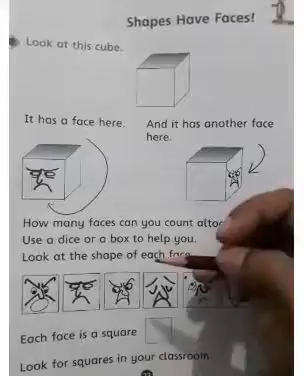 Shapes Have Faces!
Look at this cube.
It has a face here. And it has another face
here.
How many faces can you count
Use a dice or a box to help you.
Look at the shape of each face
Each face is a square
Look for squares in your classroom.